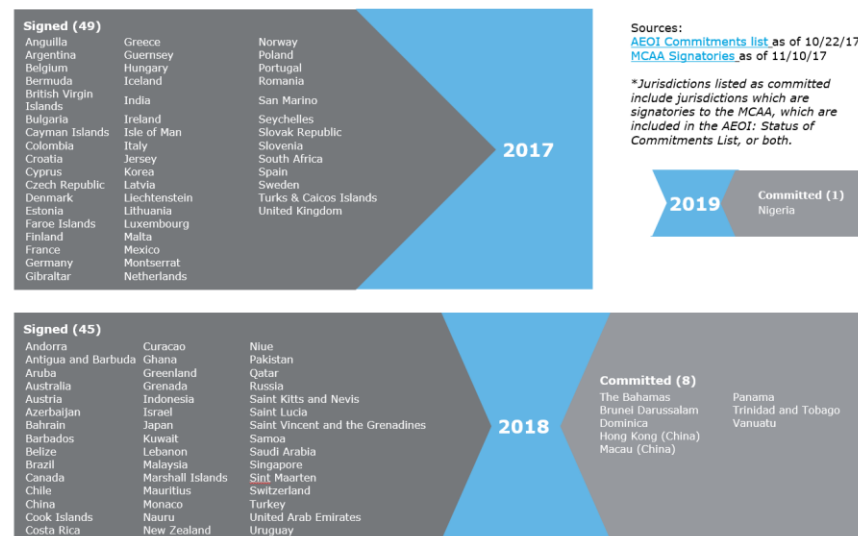 Signed (49)
Anguilla Greece Norway
Argentina Guernsey Poland
Belgium Hungary Portugal
Bermuda Iceland Romania
British Virgin
Islands India San Marino
Bulgaria Ireland Seychelles
Cayman Islands Isle of Man Slovak Republic
Colombia Italy Slovenia
Croatia Jersey South Africa
Cyprus Korea Spain
Czech Republic Latvia Sweden
Denmark Liechtenstein Turks & Caicos Islands
Estonia Lithuania United Kingdom
Faroe Islands Luxembourg
Finland Malta
France Mexico
Germany Montserrat
Gibraltar Netherlands
2017
Sources:
AEOI Commitments list as of 10/22/17
MCAA Signatories as of 11/10/17
*Jurisdictions listed as committed
include jurisdictions which are
signatories to the MCAA, which are
included in the AEOI: Status of
Commitments List, or both.
2019
Committed (1)
Nigeria
Signed (45)
Andorra Curacao Niue
Antigua and Barbuda Ghana Pakistan
Aruba Greenland Qatar
Australia Grenada Russia
Austria Indonesia Saint Kitts and Nevis
Azerbaijan Israel Saint Lucia
Bahrain Japan Saint Vincent and the Grenadines
Barbados Kuwait Samoa
Belize Lebanon Saudi Arabia
Brazil Malaysia Singapore
Canada Marshall Islands Sint Maarten
Chile Mauritius Switzerland
China Monaco Turkey
Cook Islands Nauru United Arab Emirates
Costa Rica New Zealand Uruguay
2018
Committed (8)
The Bahamas Panama
Brunei Darussalam Trinidad and Tobago
Dominica Vanuatu
Hong Kong (China)
Macau (China)